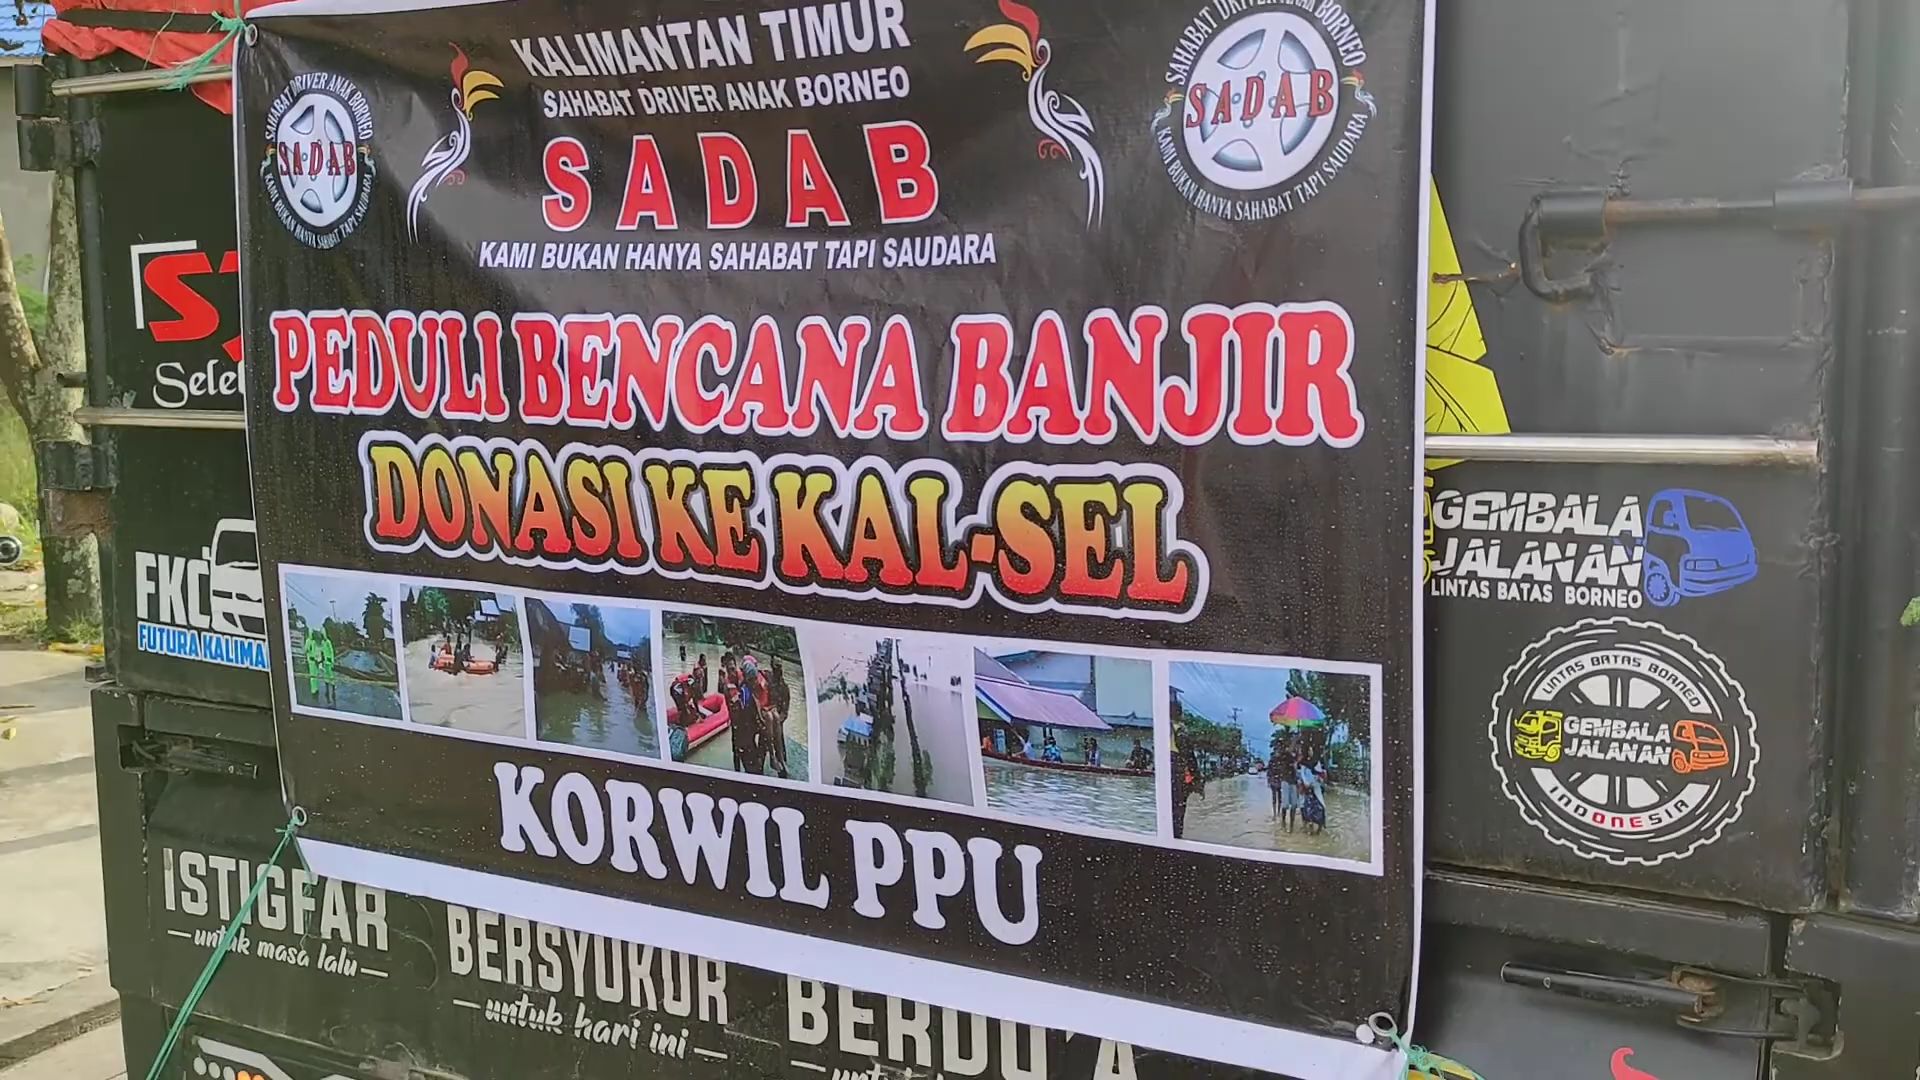 KALIMANTAN TIMUR
SAHABAT DRIVER ANAK BORNEO
SADAB
KAMI BUKAN HANYA SAHABAT TAPI SAUDARA
SAHABAT DRIVER ANAK BORNEO
SADAB
KAMI BUKAN HANYA SAHABAT TAPI SAUDARA
SAHABAT DRIVER ANAK BORNEO
SADAB
KAMI BUKAN HANYA SAHABAT TAPI SAUDARA
PEDULI BENCANA BANJIR
DONASI KE KAL-SEL
KORWIL PPU
FKC
FUTURA
GEMBALA
JALANAN
LINTAS BATAS BORNEO
LINTAS BATAS BORNEO
GEMBALA
JALANAN
INDONESIA
ISTIGFAR
untuk masa lalu
BERSYUKUR
untuk hari ini
BERDO'A